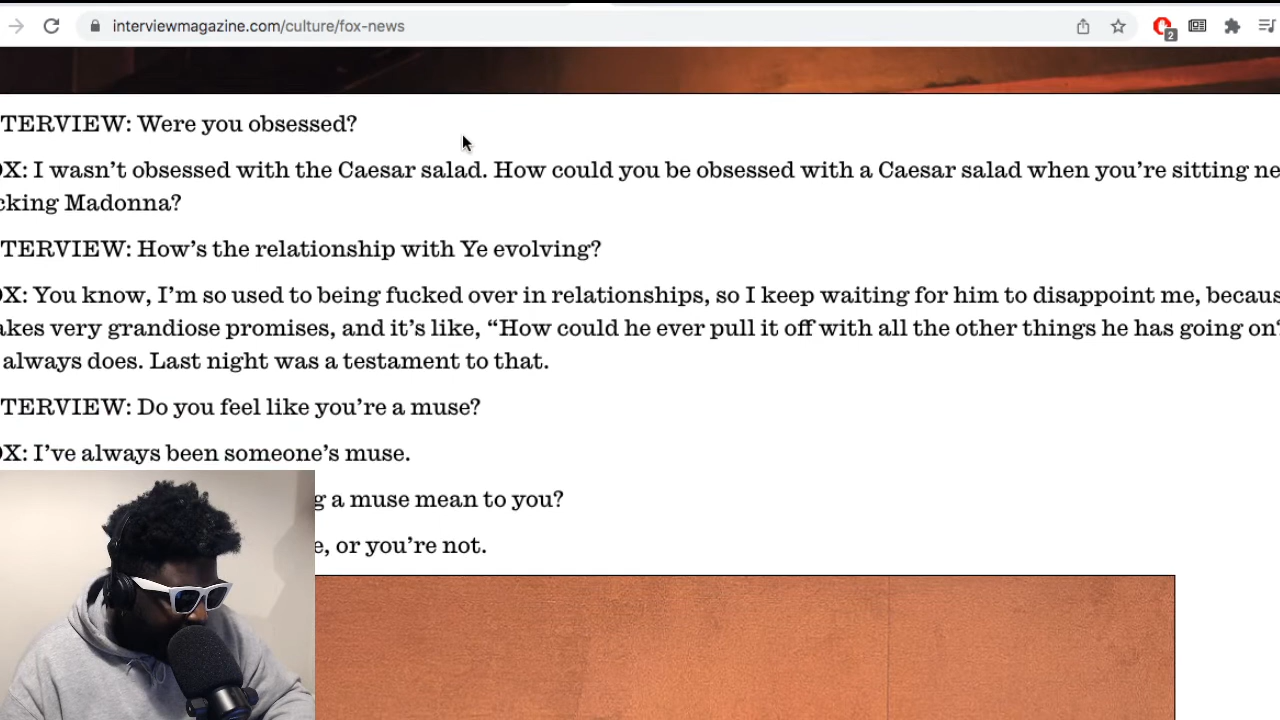 interviewmagazine.com/culture/fox-news
2
TERVIEW: Were you obsessed?
OX: I wasn’t obsessed with the Caesar salad. How could you be obsessed with a Caesar salad when you’re sitting ne
cking Madonna?
TERVIEW: How’s the relationship with Ye evolving?
OX: You know, I’m so used to being fucked over in relationships, so I keep waiting for him to disappoint me, becaus
akes very grandiose promises, and it’s like, “How could he ever pull it off with all the other things he has going on?
always does. Last night was a testament to that.
TERVIEW: Do you feel like you’re a muse?
OX: I’ve always been someone’s muse.
g a muse mean to you?
e, or you’re not.